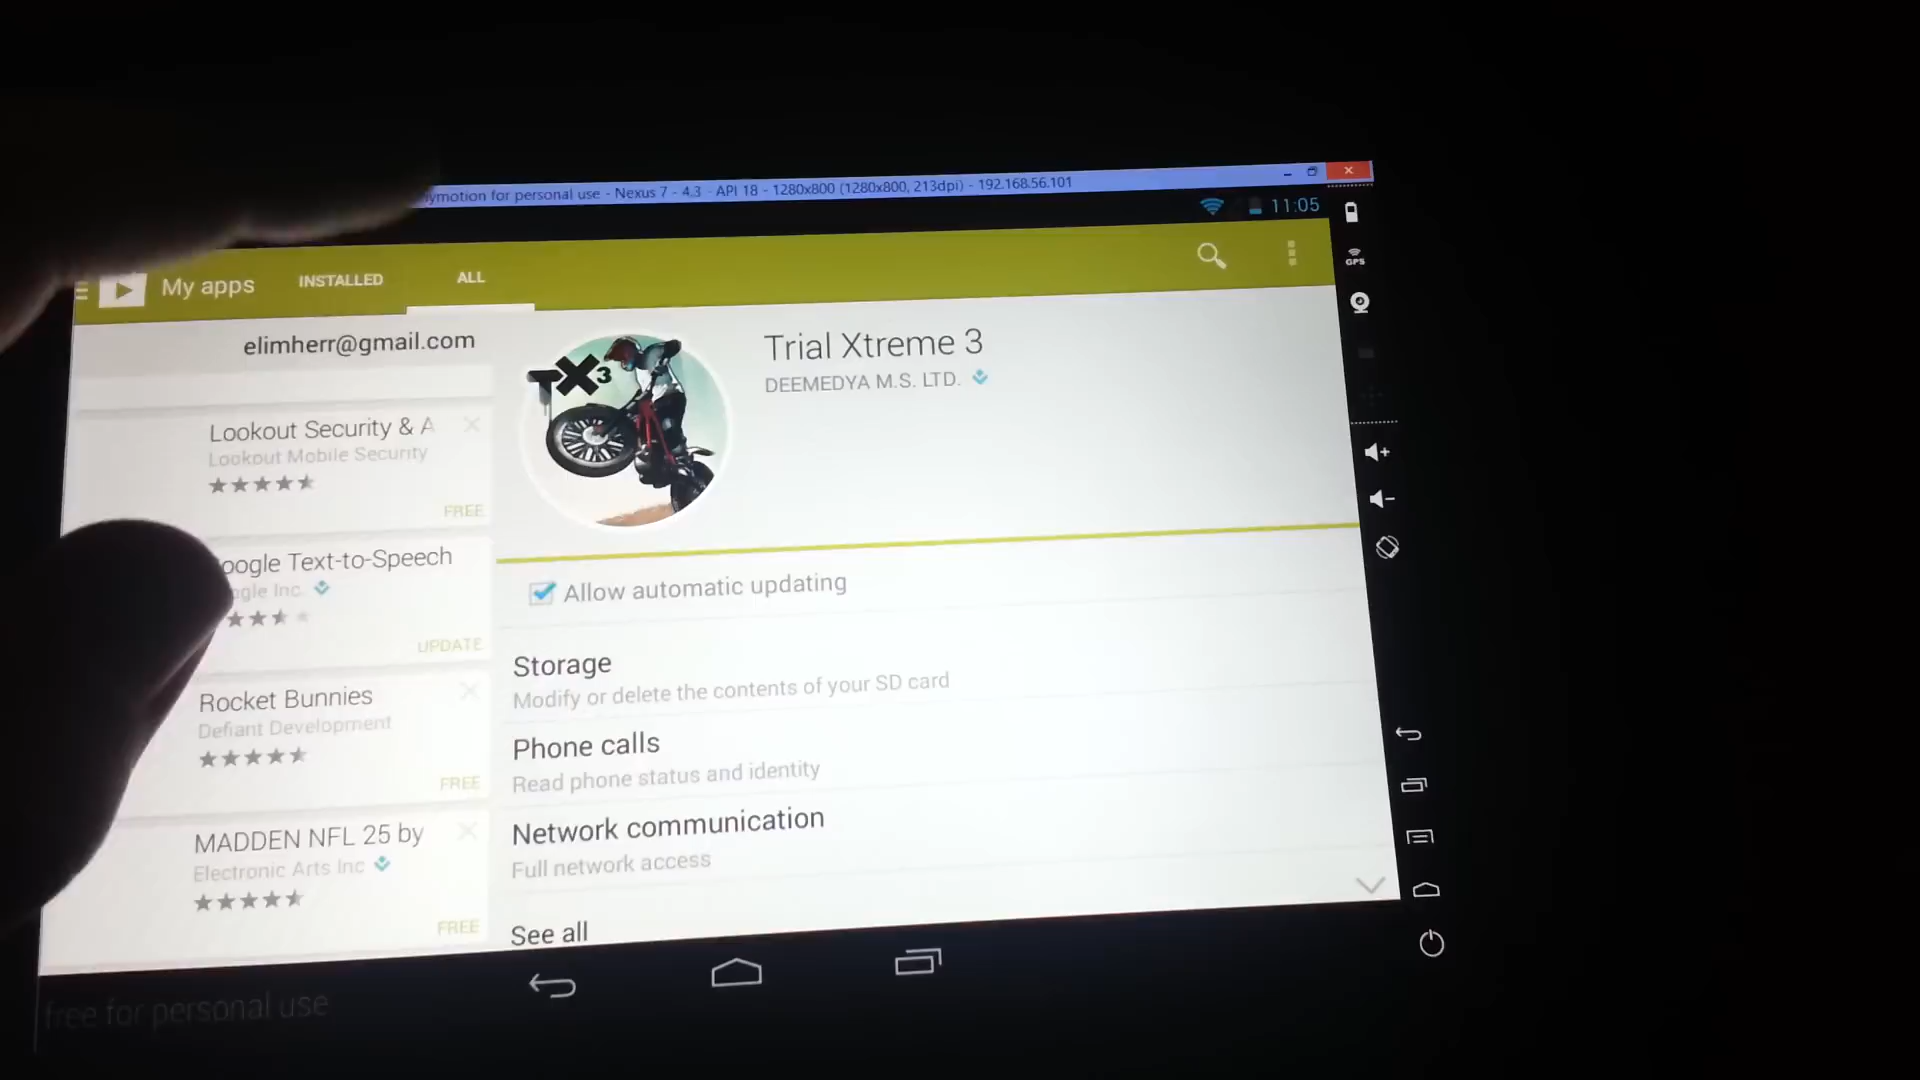 ymotion for personal use - Nexus 7 - 4.3 - API 18 - 1280x800 (1280x800, 213dpi) - 192.168.56.101
11:05
GPS
My apps
INSTALLED
ALL
elimherr@gmail.com
Lookout Security & A
Lookout Mobile Security
FREE
oogle Text-to-Speech
ogle Inc.
UPDATE
Rocket Bunnies
Defiant Development
FREE
MADDEN NFL 25 by
Electronic Arts Inc
FREE
TX3
Trial Xtreme 3
DEEMEDYA M.S. LTD.
Allow automatic updating
Storage
Modify or delete the contents of your SD card
Phone calls
Read phone status and identity
Network communication
Full network access
See all
free for personal use